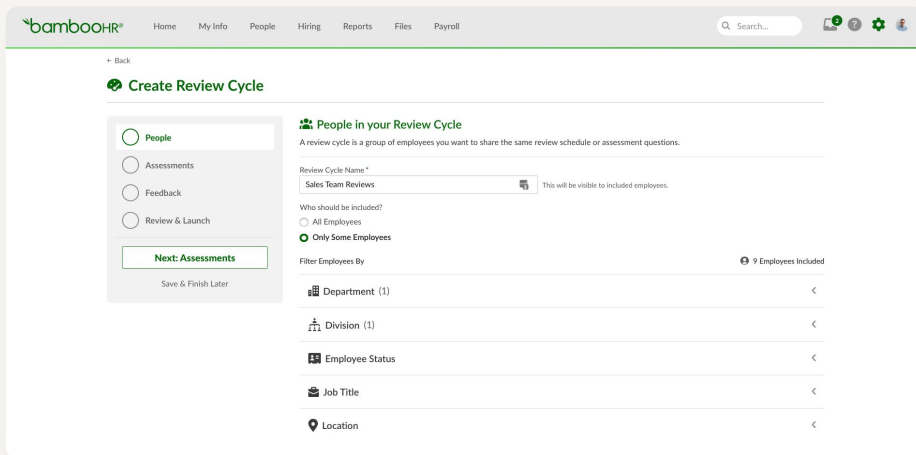 bambooHR® Home My Info People Hiring Reports Files Payroll Search... 2 ?
← Back
Create Review Cycle
People
Assessments
Feedback
Review & Launch
Next: Assessments
Save & Finish Later
People in your Review Cycle
A review cycle is a group of employees you want to share the same review schedule or assessment questions.
Review Cycle Name *
Sales Team Reviews This will be visible to included employees.
Who should be included?
All Employees
Only Some Employees
Filter Employees By 9 Employees Included
Department (1)
Division (1)
Employee Status
Job Title
Location